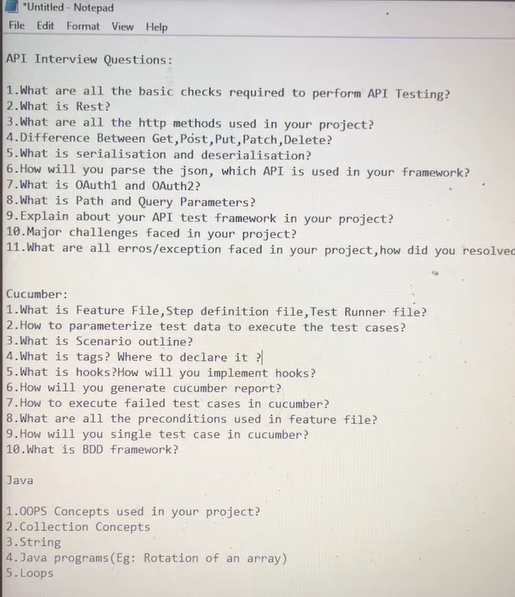 *Untitled - Notepad
File Edit Format View Help
API Interview Questions:
1.What are all the basic checks required to perform API Testing?
2.What is Rest?
3.What are all the http methods used in your project?
4.Difference Between Get,Post,Put,Patch,Delete?
5.What is serialisation and deserialisation?
6.How will you parse the json, which API is used in your framework?
7.What is OAuth1 and OAuth2?
8.What is Path and Query Parameters?
9.Explain about your API test framework in your project?
10.Major challenges faced in your project?
11.What are all erros/exception faced in your project,how did you resolved
Cucumber:
1.What is Feature File,Step definition file,Test Runner file?
2.How to parameterize test data to execute the test cases?
3.What is Scenario outline?
4.What is tags? Where to declare it ?
5.What is hooks?How will you implement hooks?
6.How will you generate cucumber report?
7.How to execute failed test cases in cucumber?
8.What are all the preconditions used in feature file?
9.How will you single test case in cucumber?
10.What is BDD framework?
Java
1.OOPS Concepts used in your project?
2.Collection Concepts
3.String
4.Java programs(Eg: Rotation of an array)
5.Loops